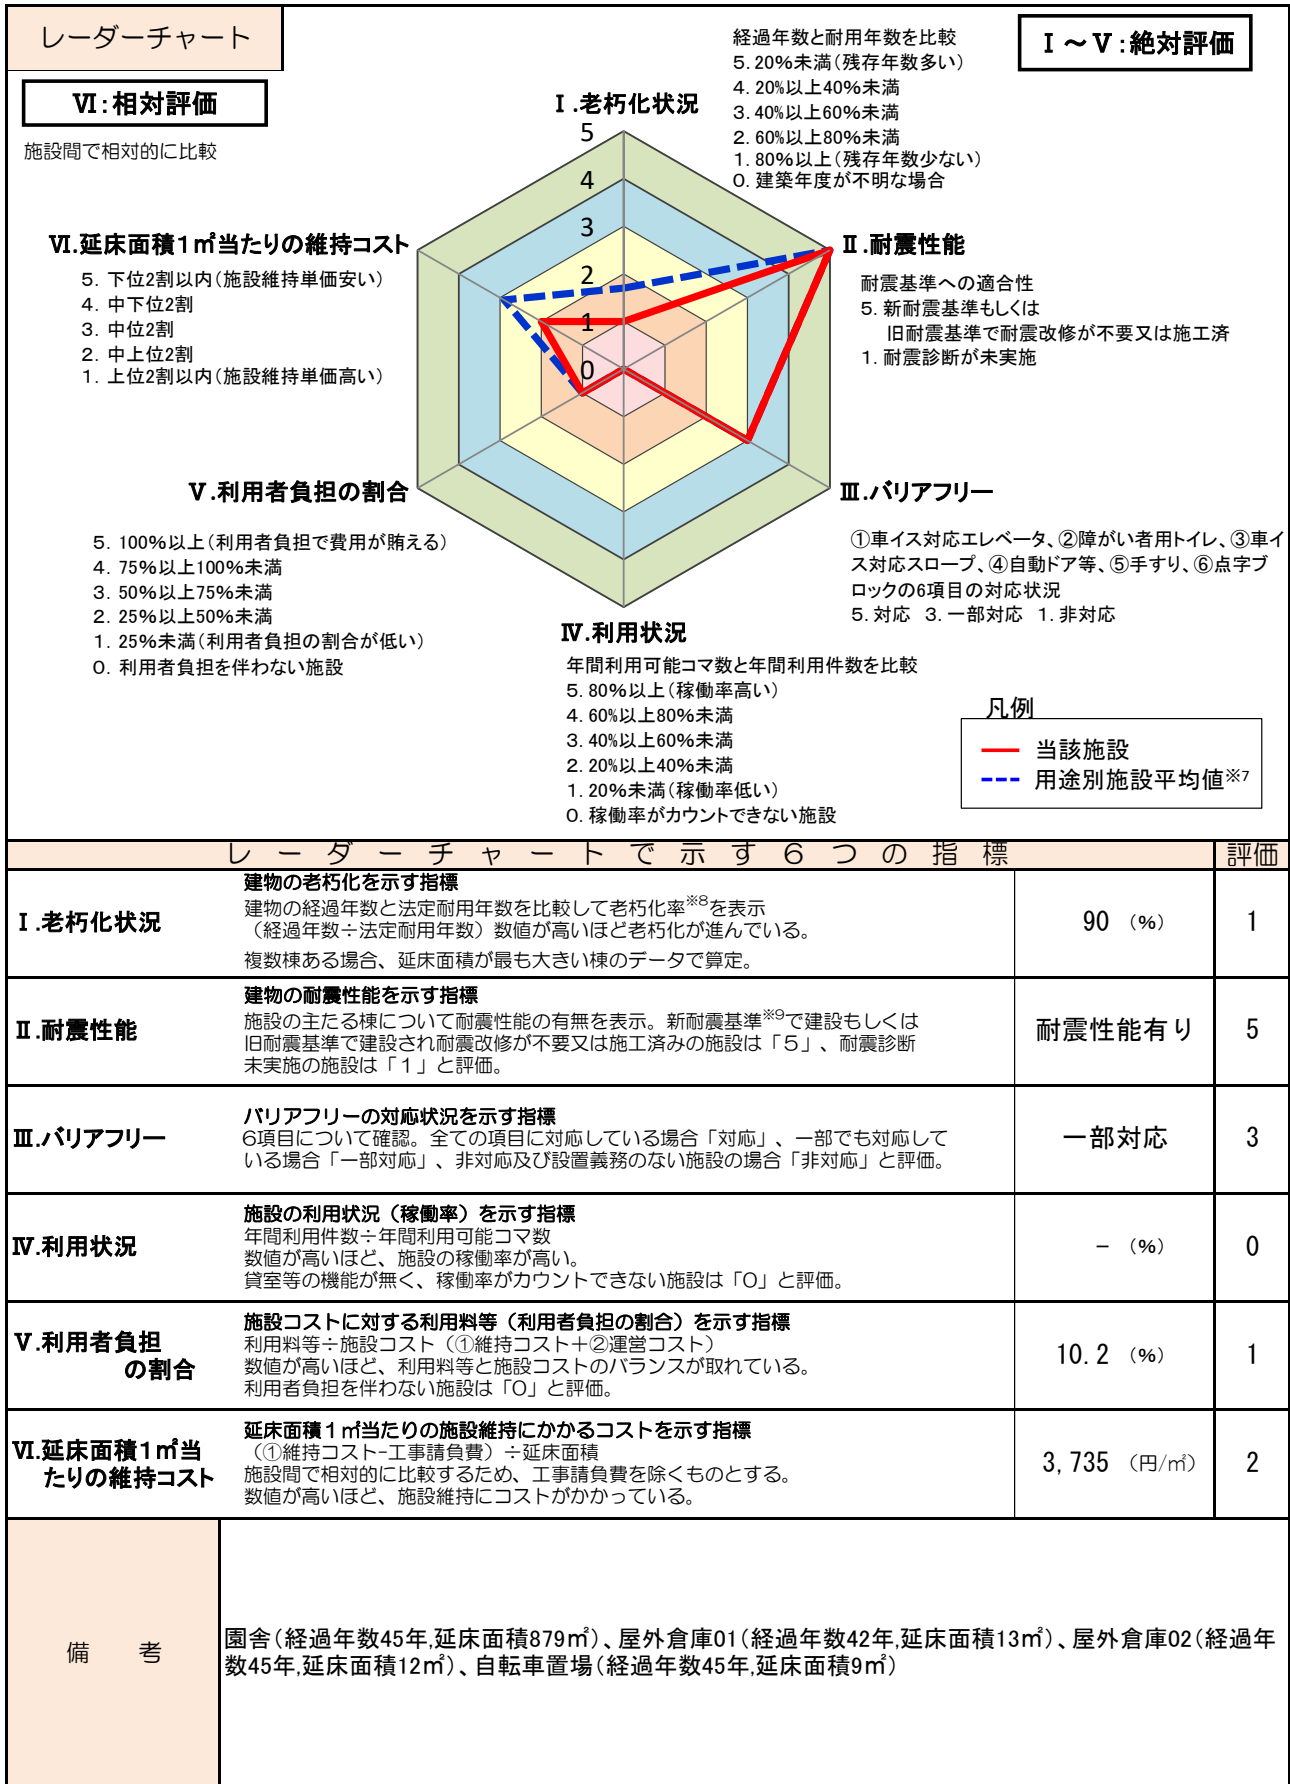 レーダーチャート
Ⅰ～Ⅴ:絶対評価
Ⅵ:相対評価
施設間で相対的に比較
Ⅰ.老朽化状況
経過年数と耐用年数を比較
5.20%未満(残存年数多い)
4.20%以上40%未満
3.40%以上60%未満
2.60%以上80%未満
1.80%以上(残存年数少ない)
0.建築年度が不明な場合
5
4
3
2
1
0
Ⅱ.耐震性能
耐震基準への適合性
5.新耐震基準もしくは
旧耐震基準で耐震改修が不要又は施工済
1.耐震診断が未実施
Ⅵ.延床面積1㎡当たりの維持コスト
5.下位2割以内(施設維持単価安い)
4.中下位2割
3.中位2割
2.中上位2割
1.上位2割以内(施設維持単価高い)
Ⅲ.バリアフリー
①車イス対応エレベータ、②障がい者用トイレ、③車イ
ス対応スロープ、④自動ドア等、⑤手すり、⑥点字ブ
ロックの6項目の対応状況
5.対応 3.一部対応 1.非対応
Ⅴ.利用者負担の割合
5.100%以上(利用者負担で費用が賄える)
4.75%以上100%未満
3.50%以上75%未満
2.25%以上50%未満
1.25%未満(利用者負担の割合が低い)
0.利用者負担を伴わない施設
Ⅳ.利用状況
年間利用可能コマ数と年間利用件数を比較
5.80%以上(稼働率高い)
4.60%以上80%未満
3.40%以上60%未満
2.20%以上40%未満
1.20%未満(稼働率低い)
0.稼働率がカウントできない施設
凡例
当該施設
用途別施設平均値※7
レーダーチャートで示す6つの指標 評価
Ⅰ.老朽化状況
建物の老朽化を示す指標
建物の経過年数と法定耐用年数を比較して老朽化率※8を表示
(経過年数÷法定耐用年数)数値が高いほど老朽化が進んでいる。
複数棟ある場合、延床面積が最も大きい棟のデータで算定。
90 (%) 1
Ⅱ.耐震性能
建物の耐震性能を示す指標
施設の主たる棟について耐震性能の有無を表示。新耐震基準※9で建設もしくは
旧耐震基準で建設され耐震改修が不要又は施工済みの施設は「5」、耐震診断
未実施の施設は「1」と評価。
耐震性能有り 5
Ⅲ.バリアフリー
バリアフリーの対応状況を示す指標
6項目について確認。全ての項目に対応している場合「対応」、一部でも対応して
いる場合「一部対応」、非対応及び設置義務のない施設の場合「非対応」と評価。
一部対応 3
Ⅳ.利用状況
施設の利用状況(稼働率)を示す指標
年間利用件数÷年間利用可能コマ数
数値が高いほど、施設の稼働率が高い。
貸室等の機能が無く、稼働率がカウントできない施設は「0」と評価。
- (%) 0
Ⅴ.利用者負担
の割合
施設コストに対する利用料等(利用者負担の割合)を示す指標
利用料等÷施設コスト(①維持コスト+②運営コスト)
数値が高いほど、利用料等と施設コストのバランスが取れている。
利用者負担を伴わない施設は「0」と評価。
10.2 (%) 1
Ⅵ.延床面積1㎡当
たりの維持コスト
延床面積1㎡当たりの施設維持にかかるコストを示す指標
(①維持コスト-工事請負費)÷延床面積
施設間で相対的に比較するため、工事請負費を除くものとする。
数値が高いほど、施設維持にコストがかかっている。
3,735 (円/㎡) 2
備考
園舎(経過年数45年,延床面積879㎡)、屋外倉庫01(経過年数42年,延床面積13㎡)、屋外倉庫02(経過年
数45年,延床面積12㎡)、自転車置場(経過年数45年,延床面積9㎡)